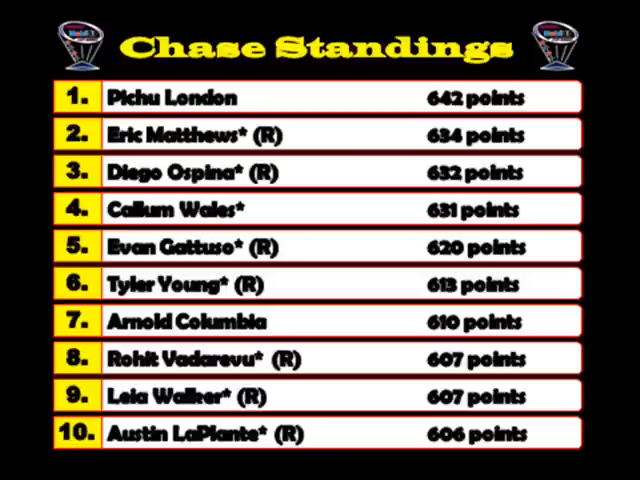 Chase Standings
1. Pichu London 642 points
2. Eric Matthews* (R) 634 points
3. Diego Ospina* (R) 632 points
4. Callum Wales* 631 points
5. Evan Gattuso* (R) 620 points
6. Tyler Young* (R) 613 points
7. Arnold Columbia 610 points
8. Rohit Vadarevu* (R) 607 points
9. Leia Walker* (R) 607 points
10. Austin LaPlante* (R) 606 points